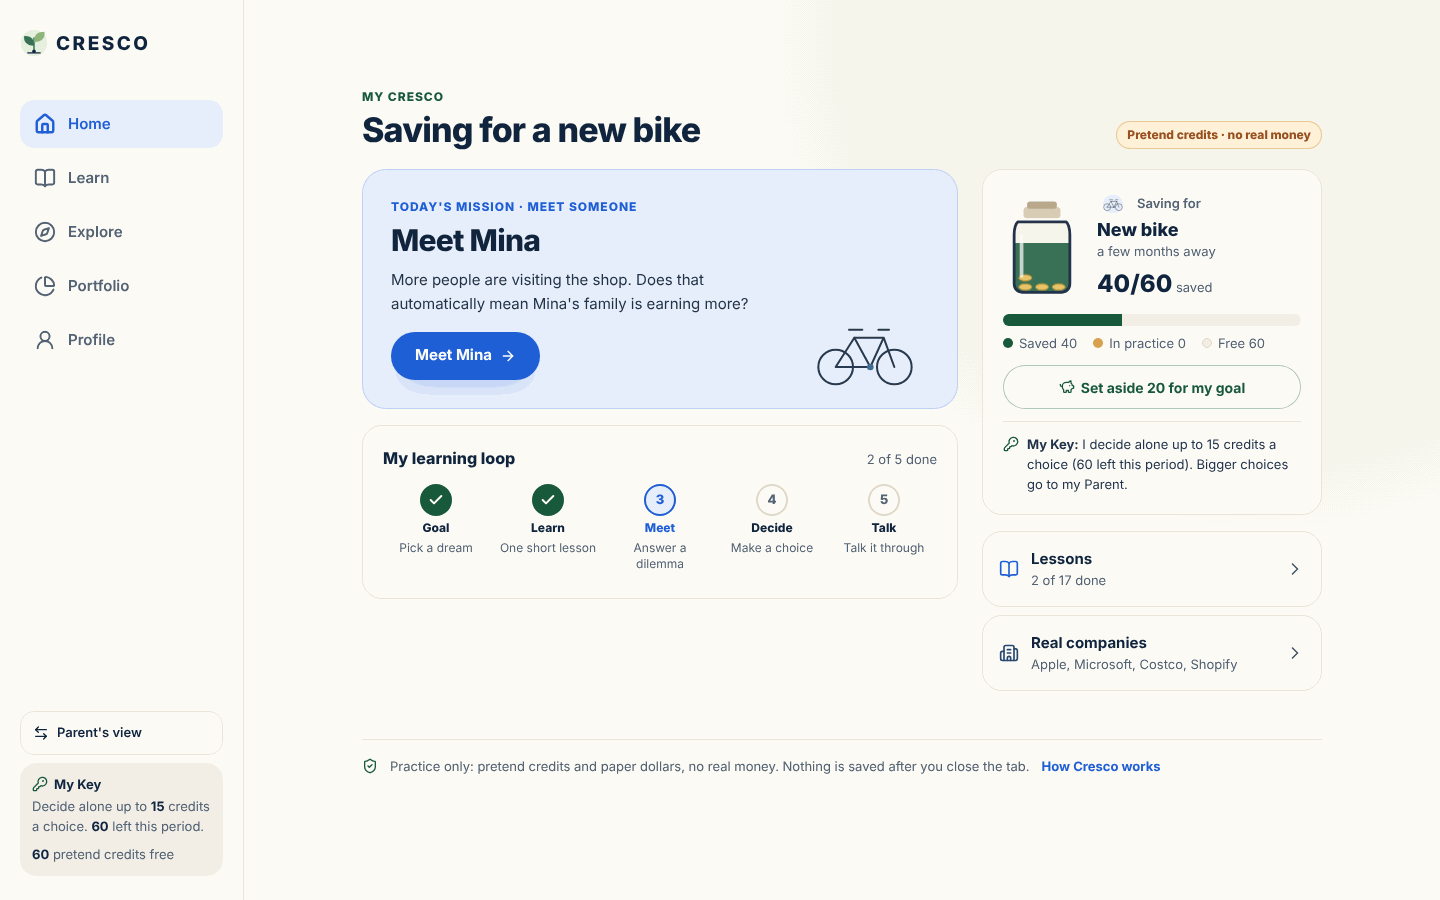 CRESCO
Home
Learn
Explore
Portfolio
Profile
Parent's view
My Key
Decide alone up to 15 credits
a choice. 60 left this period.
60 pretend credits free
MY CRESCO
Saving for a new bike
Pretend credits · no real money
TODAY'S MISSION · MEET SOMEONE
Meet Mina
More people are visiting the shop. Does that
automatically mean Mina's family is earning more?
Meet Mina
My learning loop
2 of 5 done
Goal
Pick a dream
Learn
One short lesson
3
Meet
Answer a
dilemma
4
Decide
Make a choice
5
Talk
Talk it through
Saving for
New bike
a few months away
40/60 saved
Saved 40
In practice 0
Free 60
Set aside 20 for my goal
My Key: I decide alone up to 15 credits a
choice (60 left this period). Bigger choices
go to my Parent.
Lessons
2 of 17 done
Real companies
Apple, Microsoft, Costco, Shopify
Practice only: pretend credits and paper dollars, no real money. Nothing is saved after you close the tab. How Cresco works